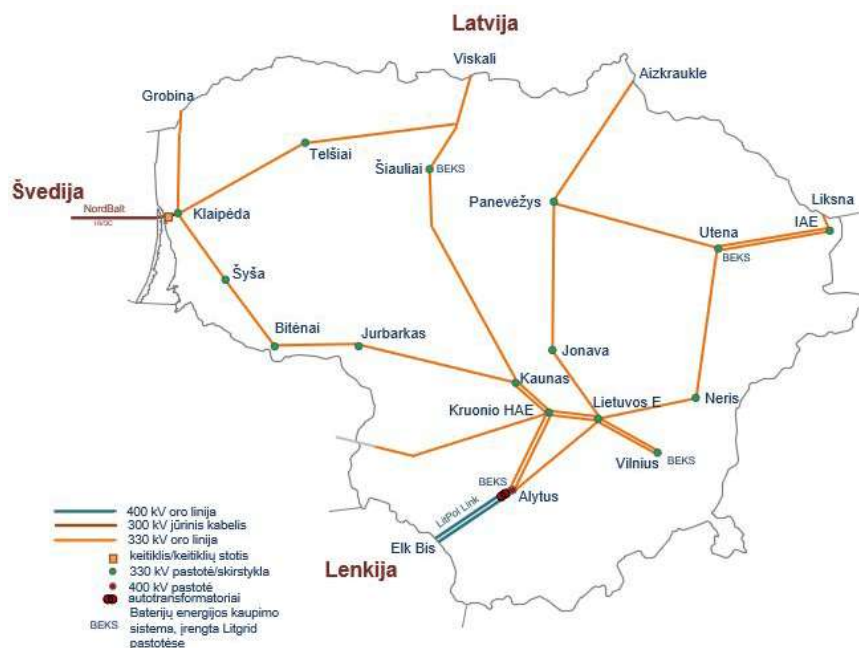 Latvija
Viskali
Aizkraukle
Grobina
Telšiai
Šiauliai
BEKS
Švedija
NordBalt
Klaipėda
Panevėžys
Liksna
IAE
Utena
BEKS
Šyša
Bitėnai
Jurbarkas
Jonava
Kaunas
Kruonio HAE
Lietuvos E
Neris
Vilnius
BEKS
BEKS
Alytus
LitPol Link
Elk Bis
Lenkija
400 kV oro linija
300 kV jūrinis kabelis
330 kV oro linija
keitiklis/keitiklių stotis
330 kV pastotė/skirstykla
400 kV pastotė
autotransformatoriai
BEKS
Baterijų energijos kaupimo
sistema, įrengta Litgrid
pastotėse